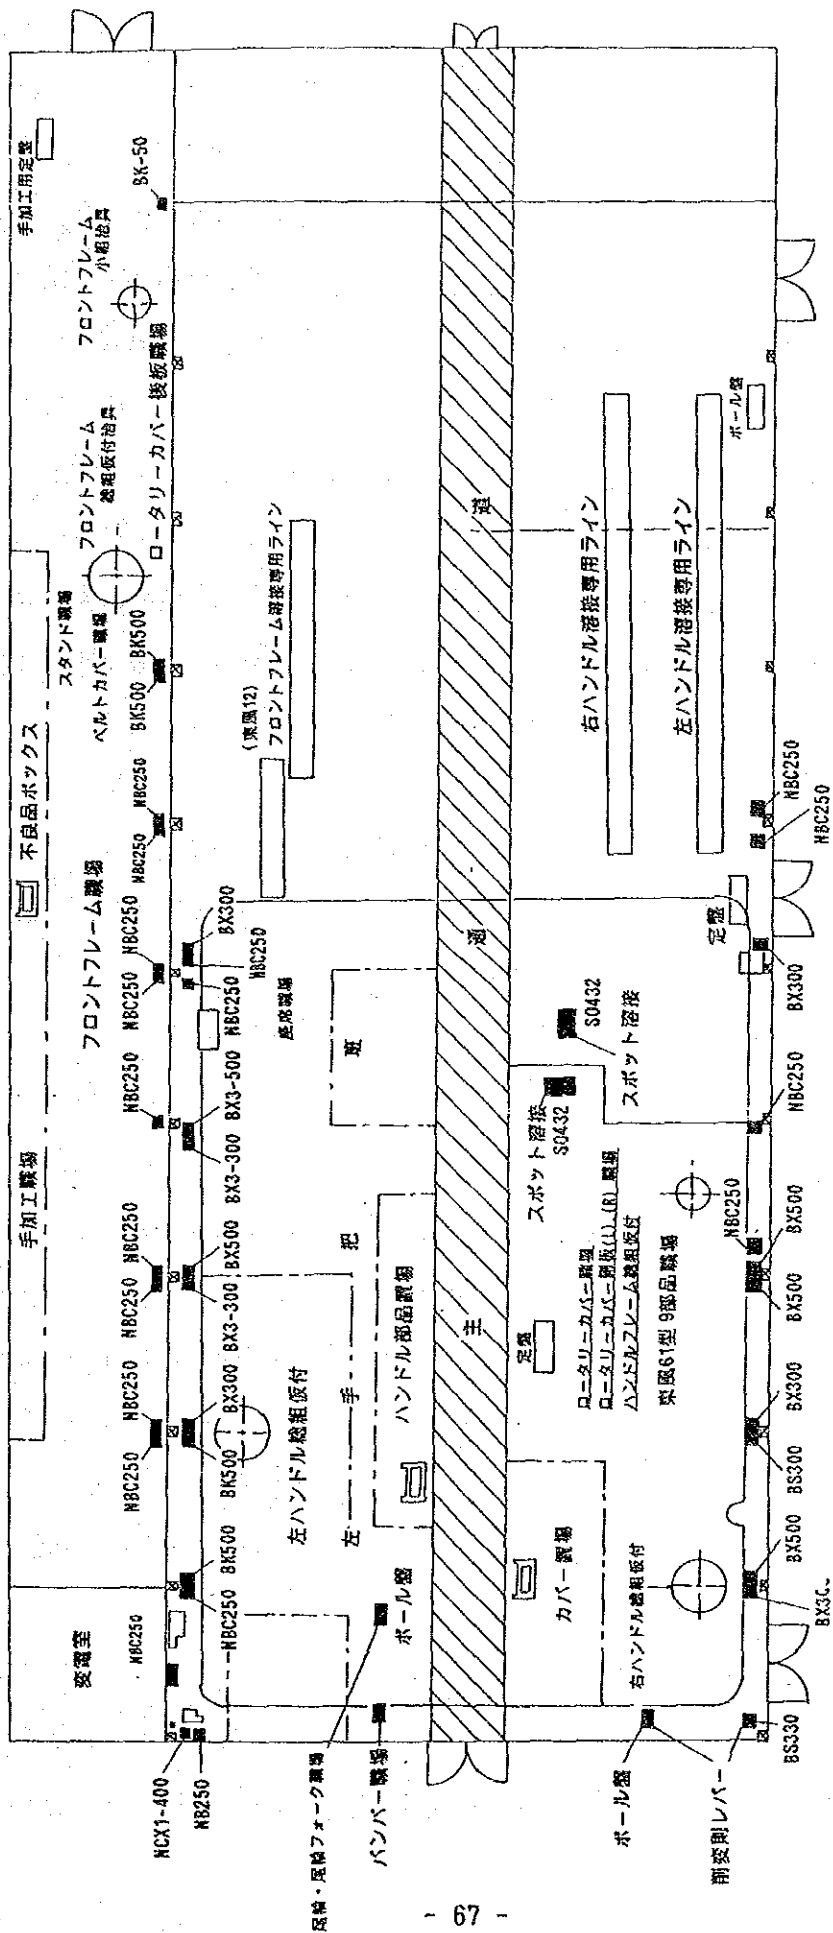 手加工用定盤
BK-50
フロントフレーム
小組治具
フロントフレーム
総組仮付治具
ロータリーカバー後板職場
スタンド職場
ベルトカバー職場
BK500
BK500
不良品ボックス
NBC250
NBC250
フロントフレーム職場
NBC250
NBC250
BX300
NBC250
NBC250
座席職場
手加工職場
NBC250
BX3-500
BX3-300
NBC250
NBC250
BX500
BX3-300
NBC250
NBC250
BX300
BK500
左ハンドル総組仮付
BK500
NBC250
変電室
NBC250
NCX1-400
NB250
(東風12)
フロントフレーム溶接専用ライン
班
左 手 把
ハンドル部品置場
ボール盤
尾輪・尾輪フォーク職場
バンパー職場
主 通 道
右ハンドル溶接専用ライン
左ハンドル溶接専用ライン
ボール盤
NBC250
NBC250
定盤
BX300
SO432
スポット溶接
スポット溶接
SO432
NBC250
定盤
ロータリーカバー職場
ロータリーカバー側板(L),(R)職場
ハンドルフレーム総組仮付
東風61型9部品職場
NBC250
BX500
BX500
BX300
BS300
カバー置場
右ハンドル総組仮付
BX500
ボール盤
BS330
- 67 -